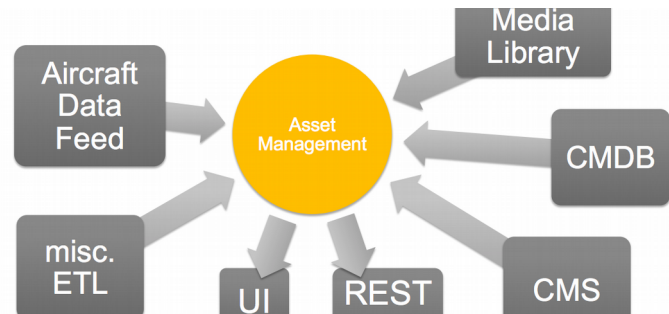 Media
Library
Aircraft
Data
Feed
Asset
Management
CMDB
misc.
ETL
UI
REST
CMS